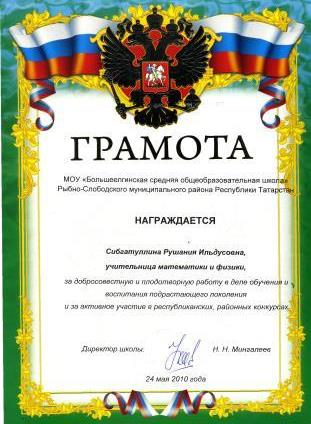 ГРАМОТА
МОУ «Большеелгинская средняя общеобразовательная школа»
Рыбно-Слободского муниципального района Республики Татарстан
НАГРАЖДАЕТСЯ
Сибгатуллина Рушания Ильдусовна,
учительница математики и физики,
за добросовестную и плодотворную работу в деле обучения и
воспитания подрастающего поколения
и за активное участие в республиканских, районных конкурсах.
Директор школы: Н. Н. Мингалеев
24 мая 2010 года